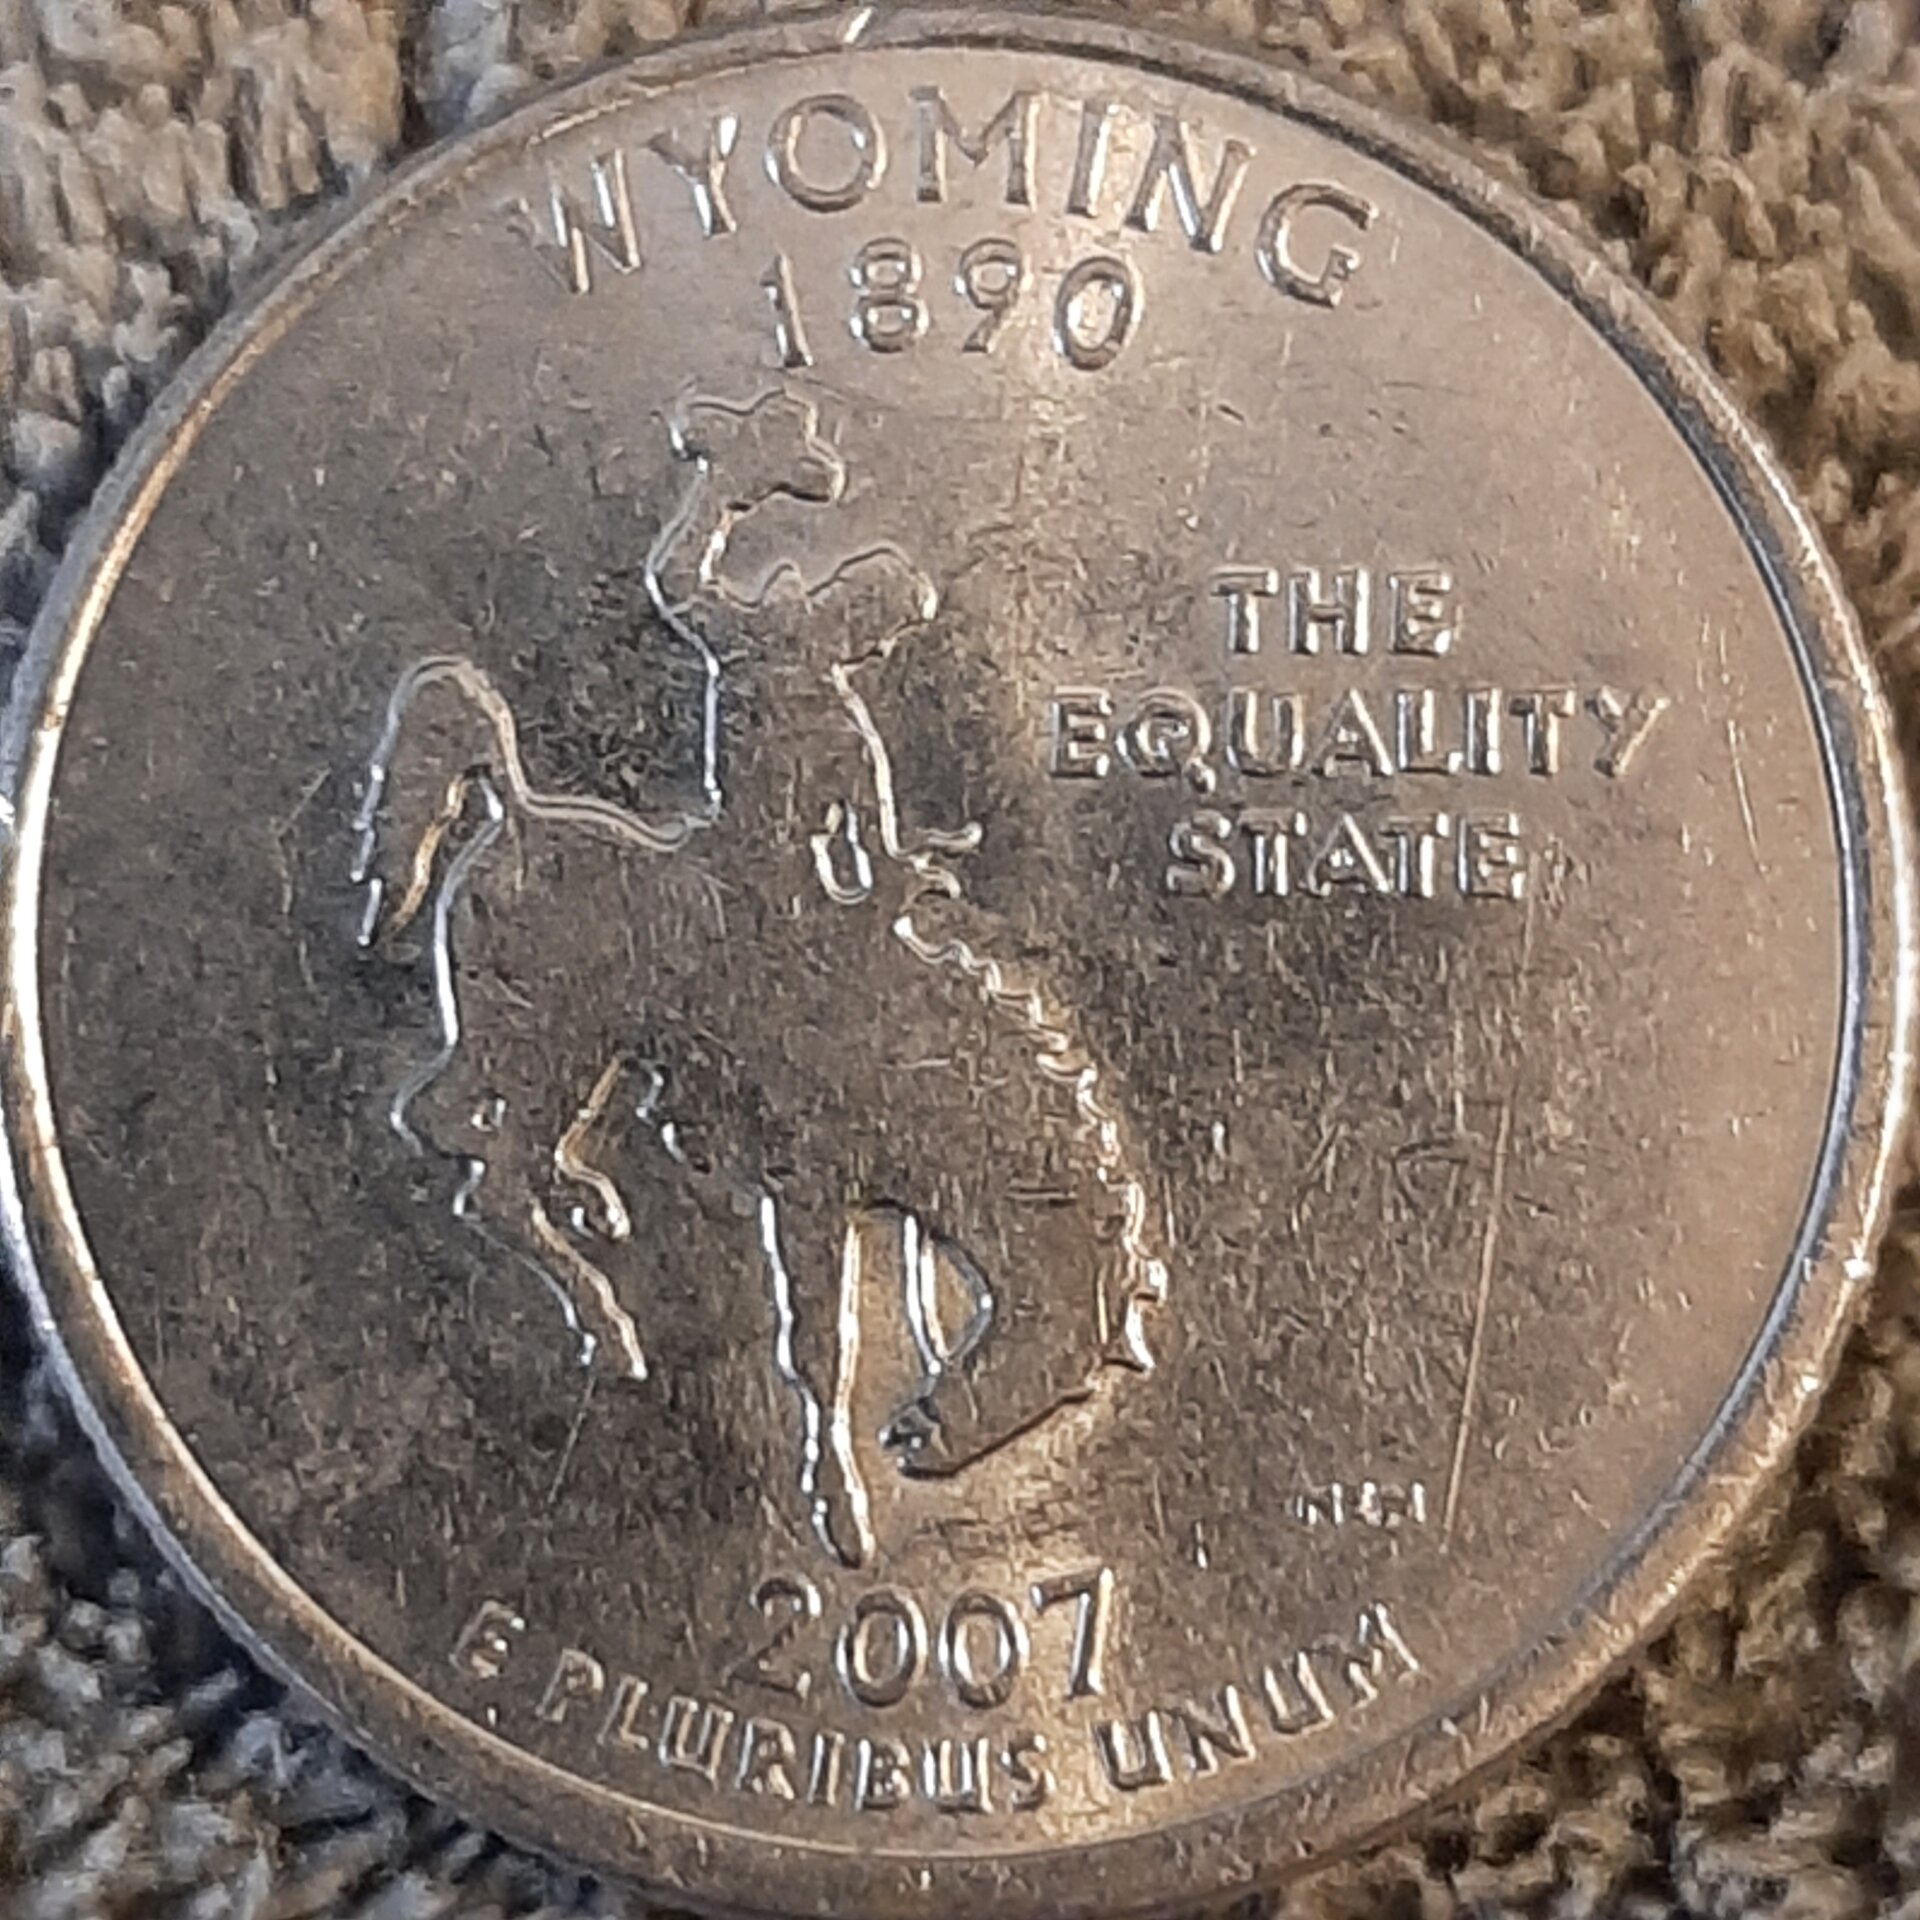 WYOMING
1890
THE
EQUALITY
STATE
2007
E PLURIBUS UNUM